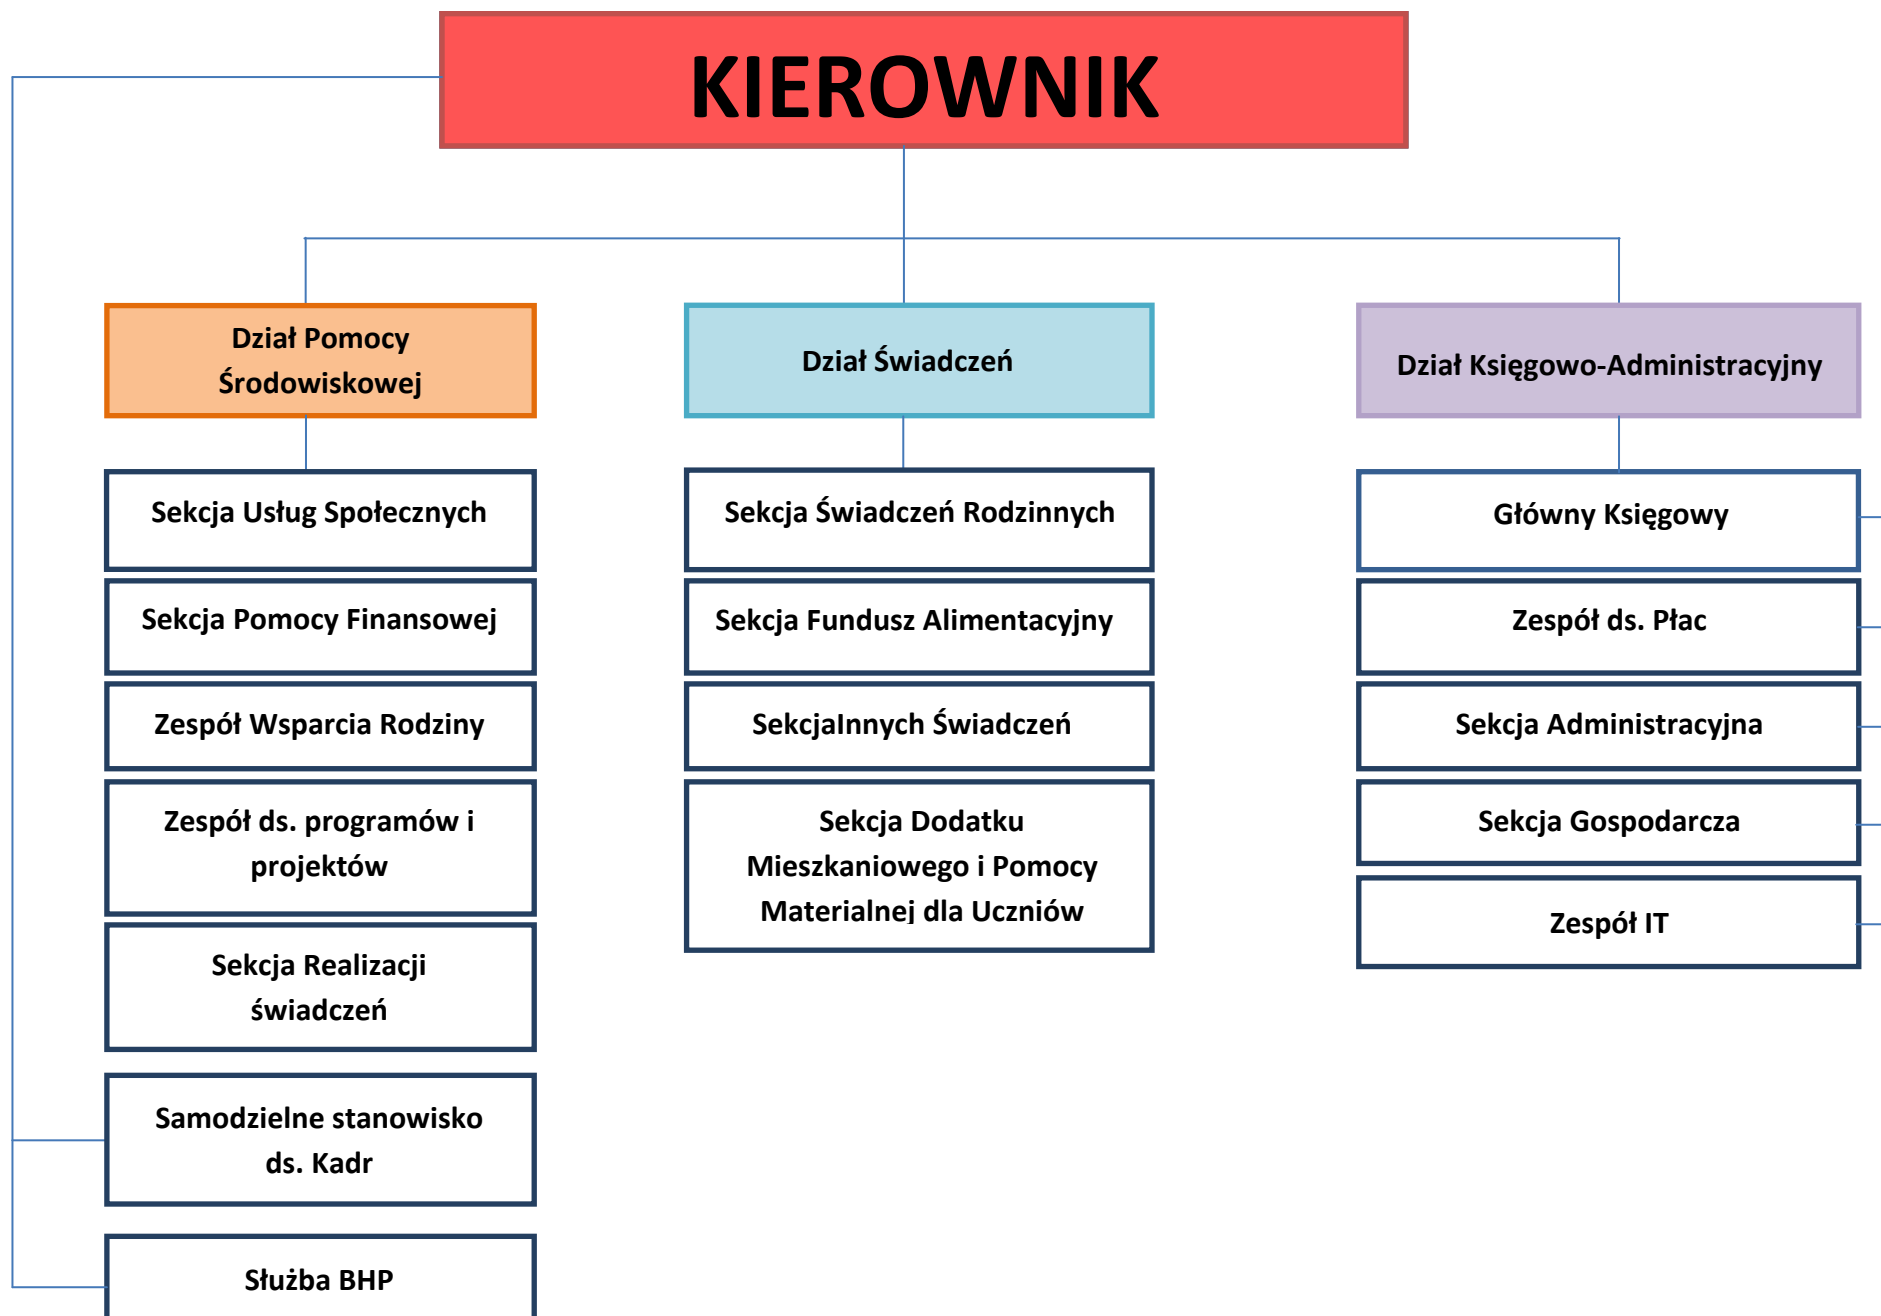 KIEROWNIK
Dział Pomocy
Środowiskowej
Sekcja Usług Społecznych
Sekcja Pomocy Finansowej
Zespół Wsparcia Rodziny
Zespół ds. programów i
projektów
Sekcja Realizacji
świadczeń
Samodzielne stanowisko
ds. Kadr
Służba BHP
Dział Świadczeń
Sekcja Świadczeń Rodzinnych
Sekcja Fundusz Alimentacyjny
SekcjaInnych Świadczeń
Sekcja Dodatku
Mieszkaniowego i Pomocy
Materialnej dla Uczniów
Dział Księgowo-Administracyjny
Główny Księgowy
Zespół ds. Płac
Sekcja Administracyjna
Sekcja Gospodarcza
Zespół IT